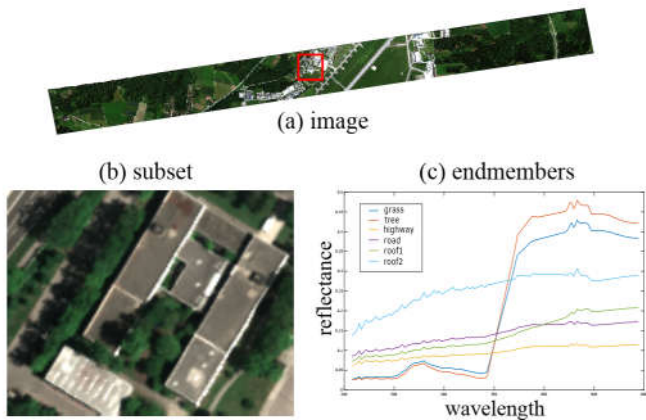 (a) image
(b) subset
(c) endmembers
grass
tree
highway
road
roof1
roof2
reflectance
wavelength